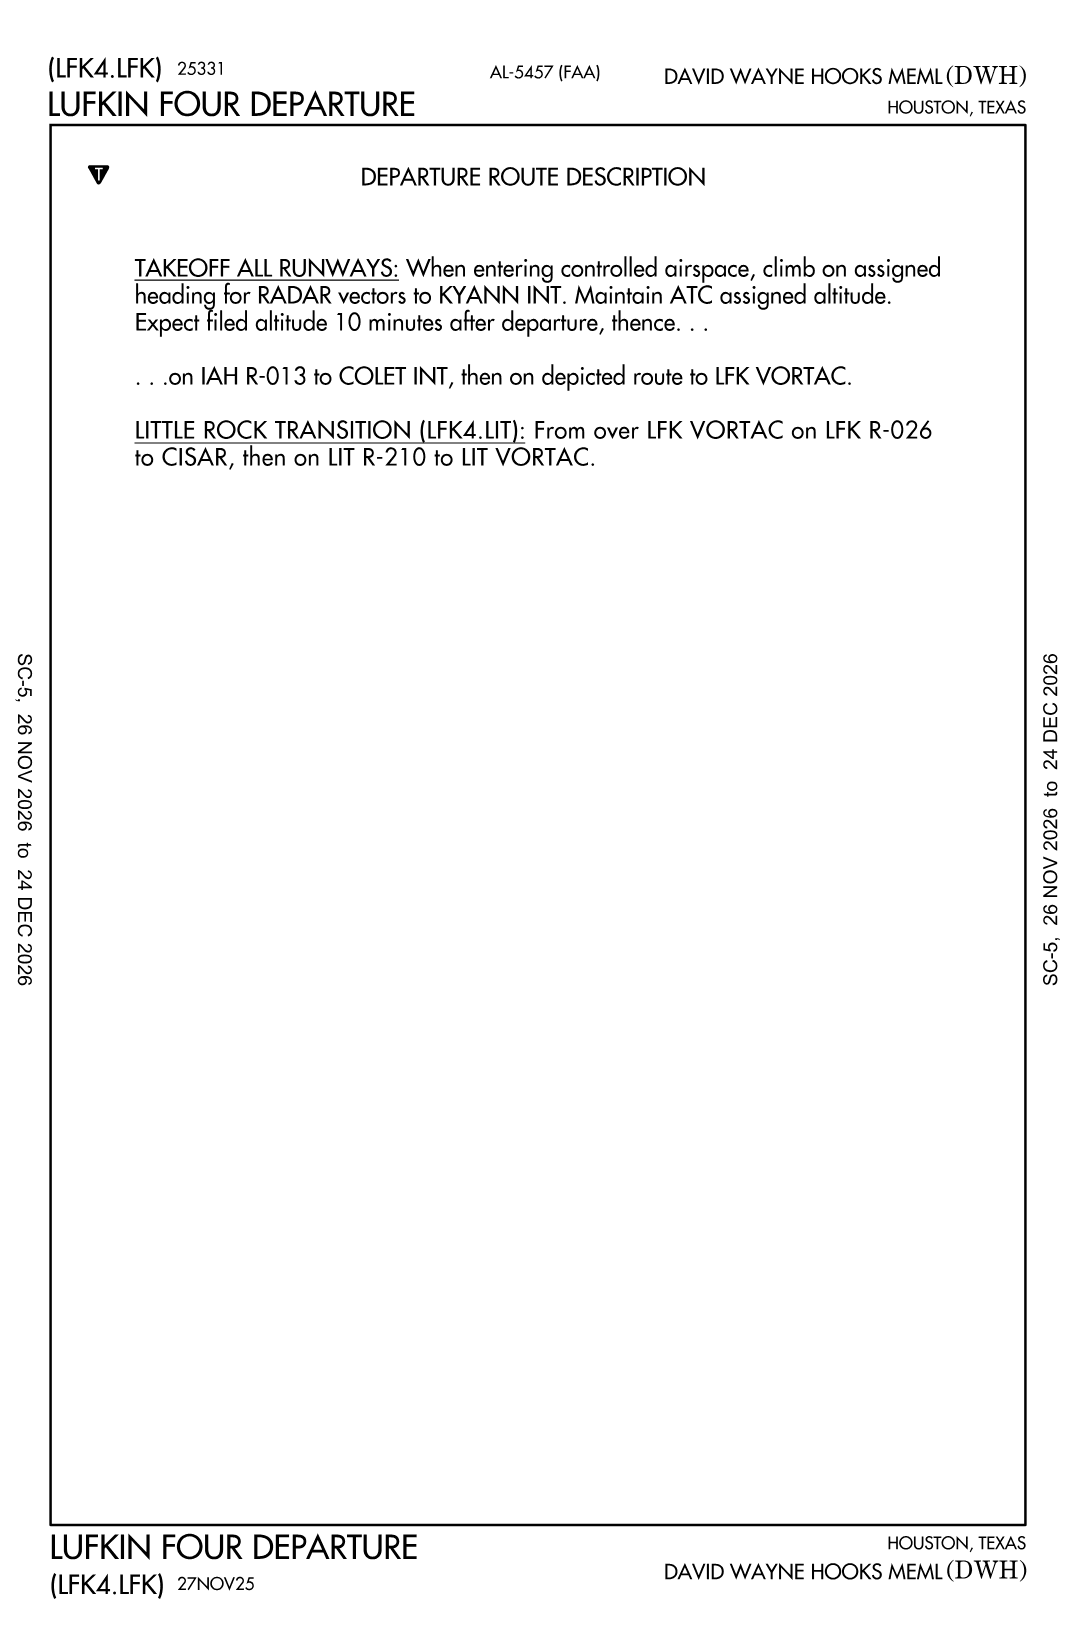 (LFK4.LFK) 25331
AL-5457 (FAA)
DAVID WAYNE HOOKS MEML (DWH)
LUFKIN FOUR DEPARTURE
HOUSTON, TEXAS
T
DEPARTURE ROUTE DESCRIPTION
TAKEOFF ALL RUNWAYS: When entering controlled airspace, climb on assigned
heading for RADAR vectors to KYANN INT. Maintain ATC assigned altitude.
Expect filed altitude 10 minutes after departure, thence. . .
. . .on IAH R-013 to COLET INT, then on depicted route to LFK VORTAC.
LITTLE ROCK TRANSITION (LFK4.LIT): From over LFK VORTAC on LFK R-026
to CISAR, then on LIT R-210 to LIT VORTAC.
SC-5, 26 NOV 2026 to 24 DEC 2026
SC-5, 26 NOV 2026 to 24 DEC 2026
LUFKIN FOUR DEPARTURE
HOUSTON, TEXAS
(LFK4.LFK) 27NOV25
DAVID WAYNE HOOKS MEML (DWH)